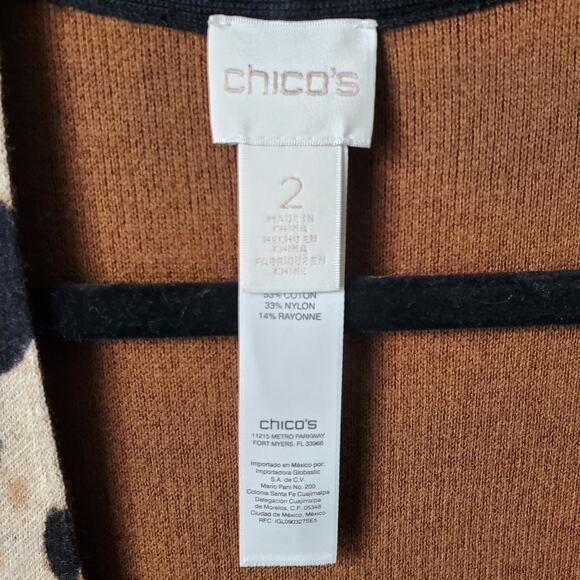 chico's
2
MADE IN
CHINA
HECHO EN
CHINA
FABRIQUE EN
CHINE
53% COTON
33% NYLON
14% RAYONNE
chico's
11215 METRO PARKWAY
FORT MYERS, FL 33966
Importado en México por:
Importadora Globastic
S.A. de C.V.
Mario Pani No. 200
Colonia Santa Fe Cuajimalpa
Delegación Cuajimalpa
de Morelos, C.P. 05348
Ciudad de México, México
RFC: IGL090327SE5